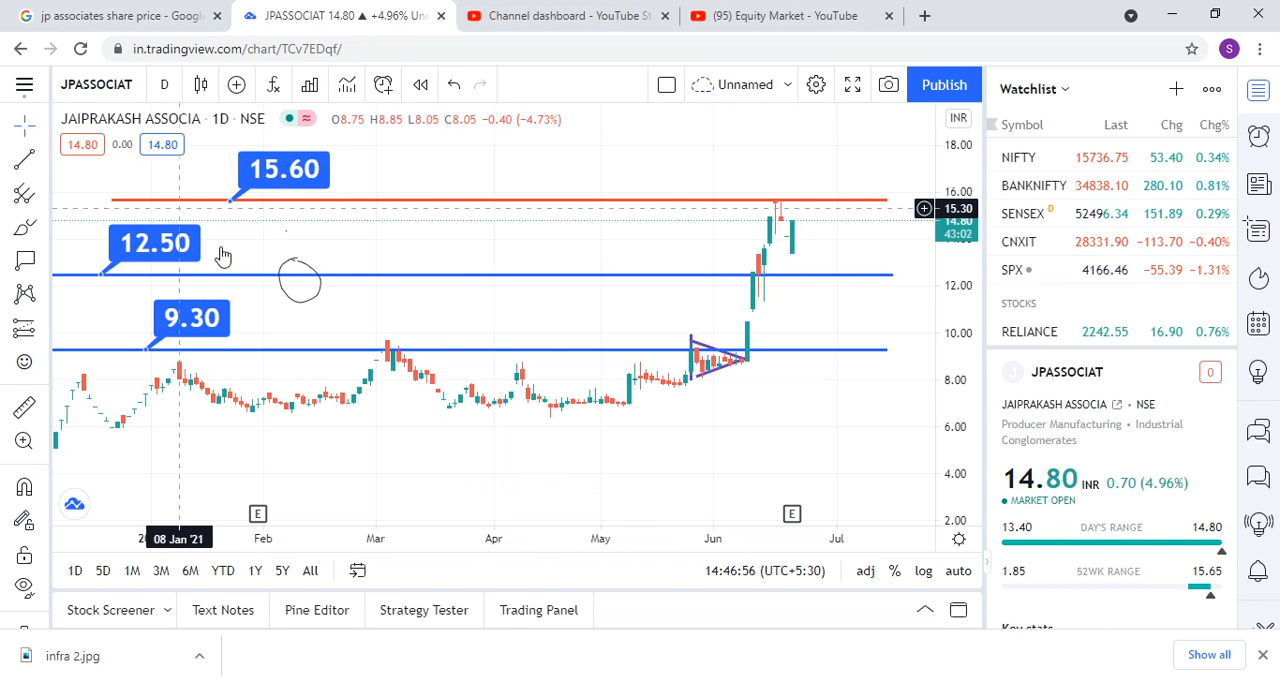 jp associates share price - Goog
JPASSOCIAT 14.80 ▲ +4.96% Un
Channel dashboard - YouTube St
(95) Equity Market - YouTube
in.tradingview.com/chart/TCv7EDqf/
S
JPASSOCIAT
D
Unnamed
Publish
JAIPRAKASH ASSOCIA · 1D · NSE
O8.75 H8.85 L8.05 C8.05 -0.40 (-4.73%)
14.80 0.00 14.80
INR
15.60
12.50
9.30
18.00
16.00
15.30
14.80
43:02
12.00
10.00
8.00
6.00
4.00
2.00
E
E
08 Jan '21
Feb
Mar
Apr
May
Jun
Jul
1D 5D 1M 3M 6M YTD 1Y 5Y All
14:46:56 (UTC+5:30)
adj % log auto
Stock Screener
Text Notes
Pine Editor
Strategy Tester
Trading Panel
Watchlist
Symbol Last Chg Chg%
NIFTY 15736.75 53.40 0.34%
BANKNIFTY 34838.10 280.10 0.81%
SENSEX D 52496.34 151.89 0.29%
CNXIT 28331.90 -113.70 -0.40%
SPX 4166.46 -55.39 -1.31%
STOCKS
RELIANCE 2242.55 16.90 0.76%
J JPASSOCIAT 0
JAIPRAKASH ASSOCIA • NSE
Producer Manufacturing • Industrial
Conglomerates
14.80 INR 0.70 (4.96%)
MARKET OPEN
13.40 DAY'S RANGE 14.80
1.85 52WK RANGE 15.65
Key stats
infra 2.jpg
Show all